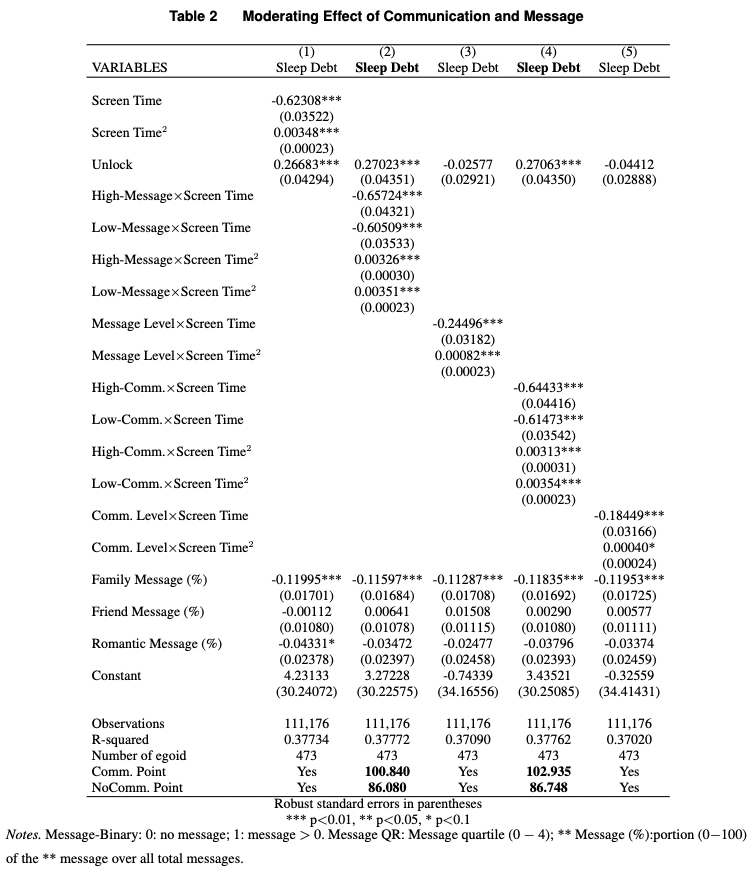 Table 2 Moderating Effect of Communication and Message
(1) (2) (3) (4) (5)
VARIABLES Sleep Debt Sleep Debt Sleep Debt Sleep Debt Sleep Debt
Screen Time -0.62308***
(0.03522)
Screen Time² 0.00348***
(0.00023)
Unlock 0.26683*** 0.27023*** -0.02577 0.27063*** -0.04412
(0.04294) (0.04351) (0.02921) (0.04350) (0.02888)
High-Message×Screen Time -0.65724***
(0.04321)
Low-Message×Screen Time -0.60509***
(0.03533)
High-Message×Screen Time² 0.00326***
(0.00030)
Low-Message×Screen Time² 0.00351***
(0.00023)
Message Level×Screen Time -0.24496***
(0.03182)
Message Level×Screen Time² 0.00082***
(0.00023)
High-Comm.×Screen Time -0.64433***
(0.04416)
Low-Comm.×Screen Time -0.61473***
(0.03542)
High-Comm.×Screen Time² 0.00313***
(0.00031)
Low-Comm.×Screen Time² 0.00354***
(0.00023)
Comm. Level×Screen Time -0.18449***
(0.03166)
Comm. Level×Screen Time² 0.00040*
(0.00024)
Family Message (%) -0.11995*** -0.11597*** -0.11287*** -0.11835*** -0.11953***
(0.01701) (0.01684) (0.01708) (0.01692) (0.01725)
Friend Message (%) -0.00112 0.00641 0.01508 0.00290 0.00577
(0.01080) (0.01078) (0.01115) (0.01080) (0.01111)
Romantic Message (%) -0.04331* -0.03472 -0.02477 -0.03796 -0.03374
(0.02378) (0.02397) (0.02458) (0.02393) (0.02459)
Constant 4.23133 3.27228 -0.74339 3.43521 -0.32559
(30.24072) (30.22575) (34.16556) (30.25085) (34.41431)
Observations 111,176 111,176 111,176 111,176 111,176
R-squared 0.37734 0.37772 0.37090 0.37762 0.37020
Number of egoid 473 473 473 473 473
Comm. Point Yes 100.840 Yes 102.935 Yes
NoComm. Point Yes 86.080 Yes 86.748 Yes
Robust standard errors in parentheses
*** p<0.01, ** p<0.05, * p<0.1
Notes. Message-Binary: 0: no message; 1: message > 0. Message QR: Message quartile (0 − 4); ** Message (%):portion (0−100)
of the ** message over all total messages.